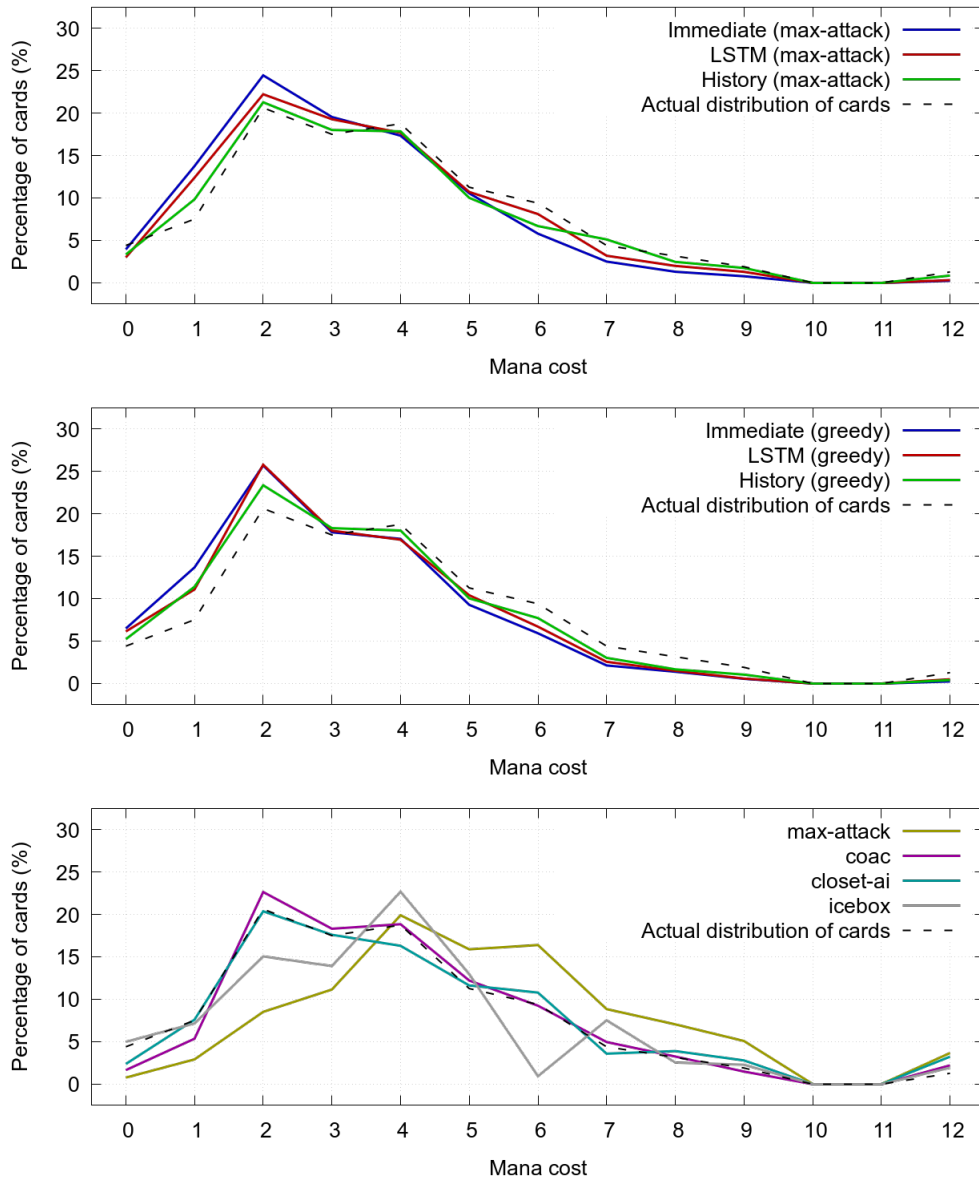 Percentage of cards (%)
30
25
20
15
10
5
0
Immediate (max-attack)
LSTM (max-attack)
History (max-attack)
Actual distribution of cards
0 1 2 3 4 5 6 7 8 9 10 11 12
Mana cost
Percentage of cards (%)
30
25
20
15
10
5
0
Immediate (greedy)
LSTM (greedy)
History (greedy)
Actual distribution of cards
0 1 2 3 4 5 6 7 8 9 10 11 12
Mana cost
Percentage of cards (%)
30
25
20
15
10
5
0
max-attack
coac
closet-ai
icebox
Actual distribution of cards
0 1 2 3 4 5 6 7 8 9 10 11 12
Mana cost